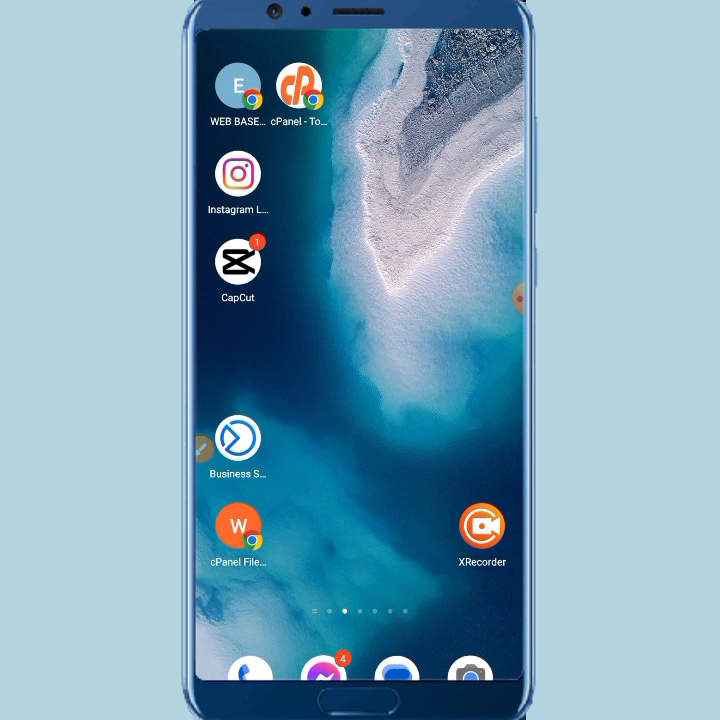 E
WEB BASE... cPanel - To...
Instagram L...
1
CapCut
Business S...
W
cPanel File...
XRecorder
4